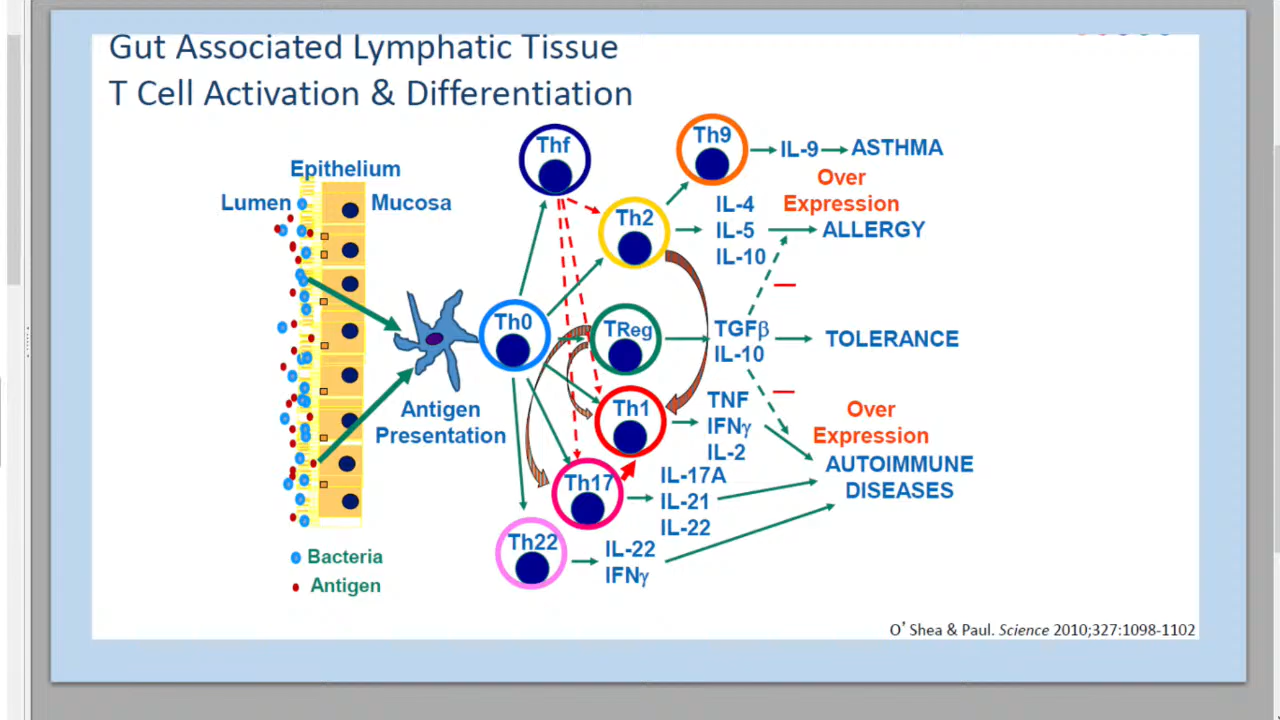 Gut Associated Lymphatic Tissue
T Cell Activation & Differentiation
Epithelium
Lumen
Mucosa
Bacteria
Antigen
Antigen
Presentation
Th0
Thf
Th2
Th9
TReg
Th1
Th17
Th22
IL-9
ASTHMA
Over
Expression
IL-4
IL-5
IL-10
ALLERGY
TGFβ
IL-10
TOLERANCE
TNF
IFNγ
IL-2
Over
Expression
AUTOIMMUNE
DISEASES
IL-17A
IL-21
IL-22
IL-22
IFNγ
O’ Shea & Paul. Science 2010;327:1098-1102